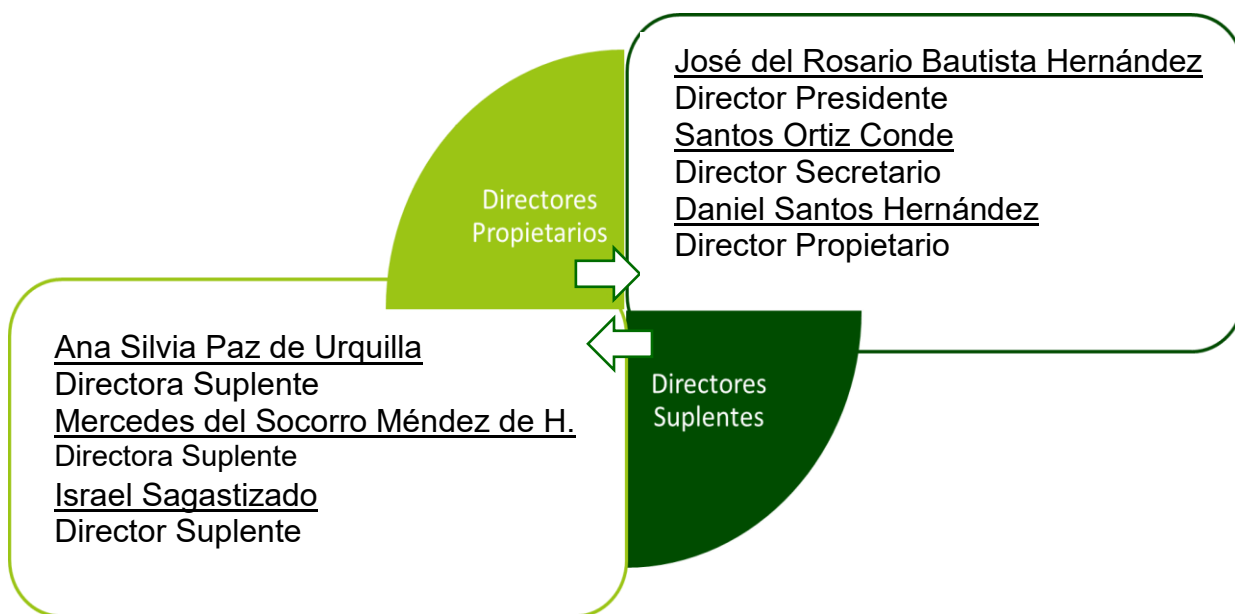 Directores
Propietarios
José del Rosario Bautista Hernández
Director Presidente
Santos Ortiz Conde
Director Secretario
Daniel Santos Hernández
Director Propietario
Ana Silvia Paz de Urquilla
Directora Suplente
Mercedes del Socorro Méndez de H.
Directora Suplente
Israel Sagastizado
Director Suplente
Directores
Suplentes